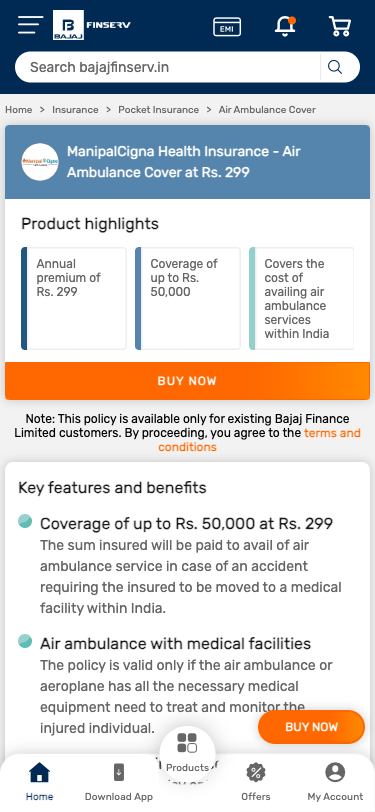 B
BAJAJ
FINSERV
EMI
Search bajajfinserv.in
Home > Insurance > Pocket Insurance > Air Ambulance Cover
ManipalCigna
ManipalCigna Health Insurance - Air
Ambulance Cover at Rs. 299
Product highlights
Annual
premium of
Rs. 299
Coverage of
up to Rs.
50,000
Covers the
cost of
availing air
ambulance
services
within India
BUY NOW
Note: This policy is available only for existing Bajaj Finance
Limited customers. By proceeding, you agree to the terms and
conditions
Key features and benefits
Coverage of up to Rs. 50,000 at Rs. 299
The sum insured will be paid to avail of air
ambulance service in case of an accident
requiring the insured to be moved to a medical
facility within India.
Air ambulance with medical facilities
The policy is valid only if the air ambulance or
aeroplane has all the necessary medical
equipment need to treat and monitor the
injured individual.
BUY NOW
Home
Download App
Products
Offers
My Account